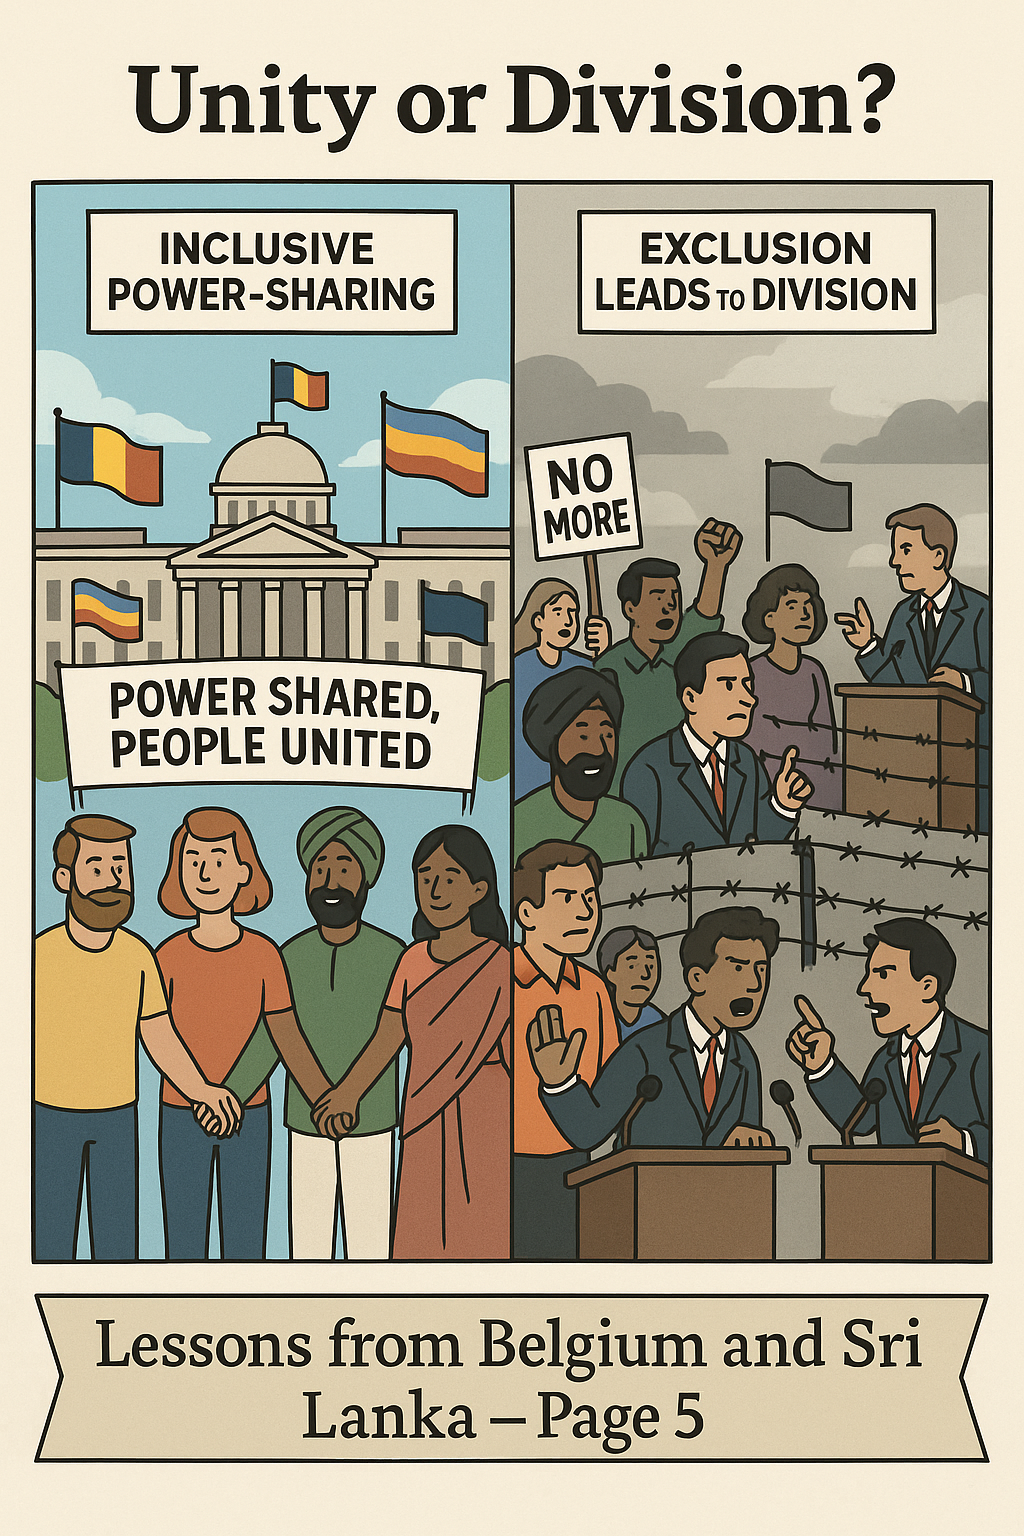 Unity or Division?
INCLUSIVE
POWER-SHARING
EXCLUSION
LEADS TO DIVISION
NO
MORE
POWER SHARED,
PEOPLE UNITED
Lessons from Belgium and Sri
Lanka – Page 5